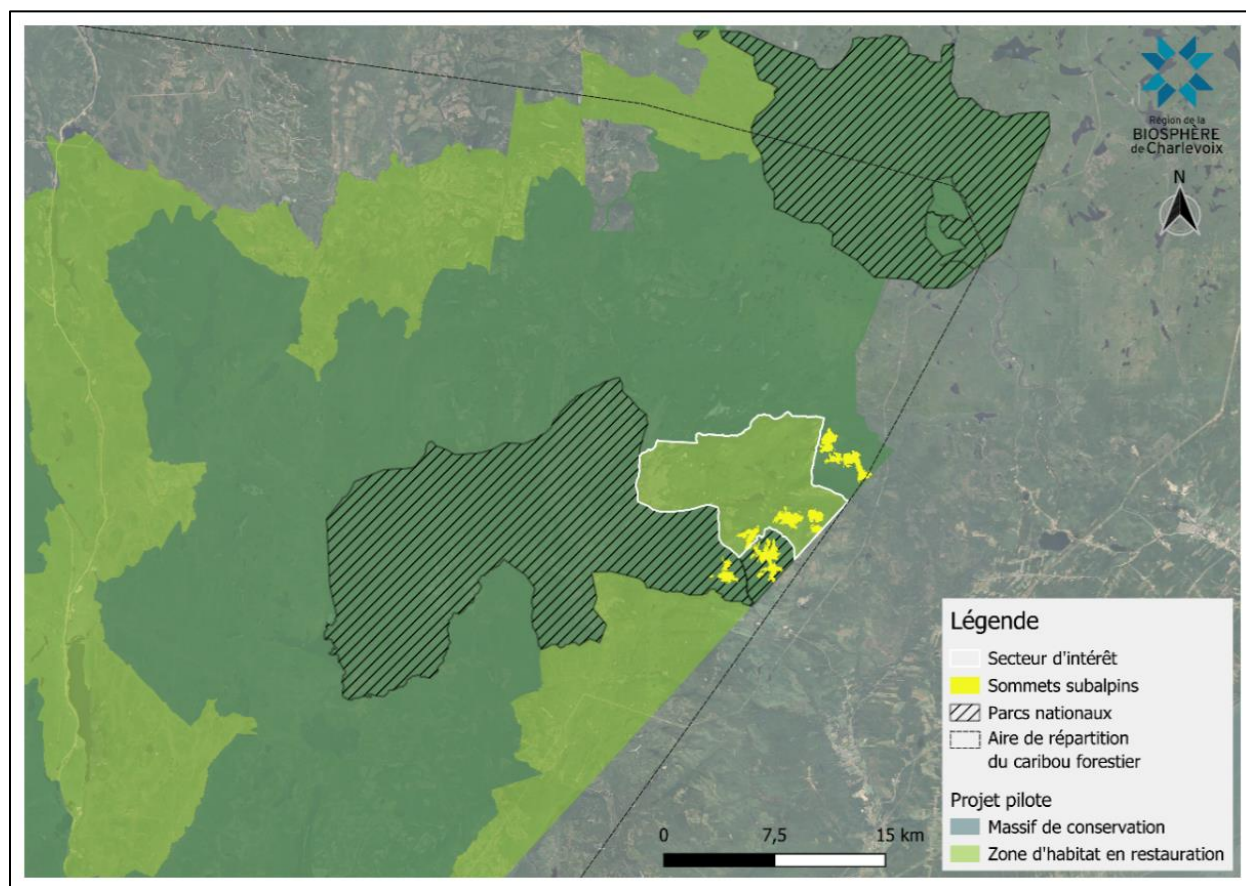 Région de la
BIOSPHÈRE
de Charlevoix
N
Légende
Secteur d'intérêt
Sommets subalpins
Parcs nationaux
Aire de répartition
du caribou forestier
Projet pilote
Massif de conservation
Zone d'habitat en restauration
0 7,5 15 km